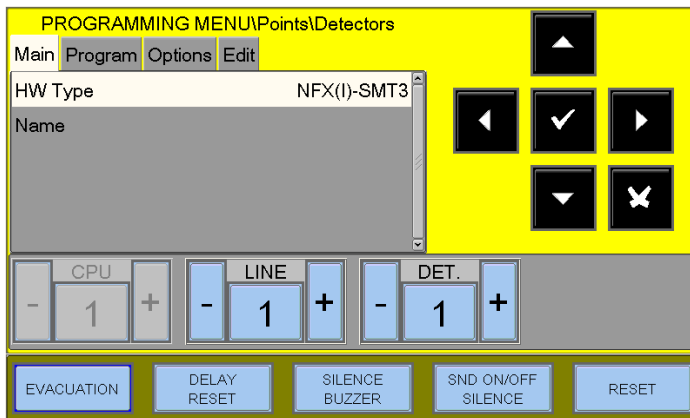 PROGRAMMING MENU\Points\Detectors
Main Program Options Edit
HW Type NFX(I)-SMT3
Name
CPU LINE DET.
- 1 + - 1 + - 1 +
EVACUATION DELAY RESET SILENCE BUZZER SND ON/OFF SILENCE RESET